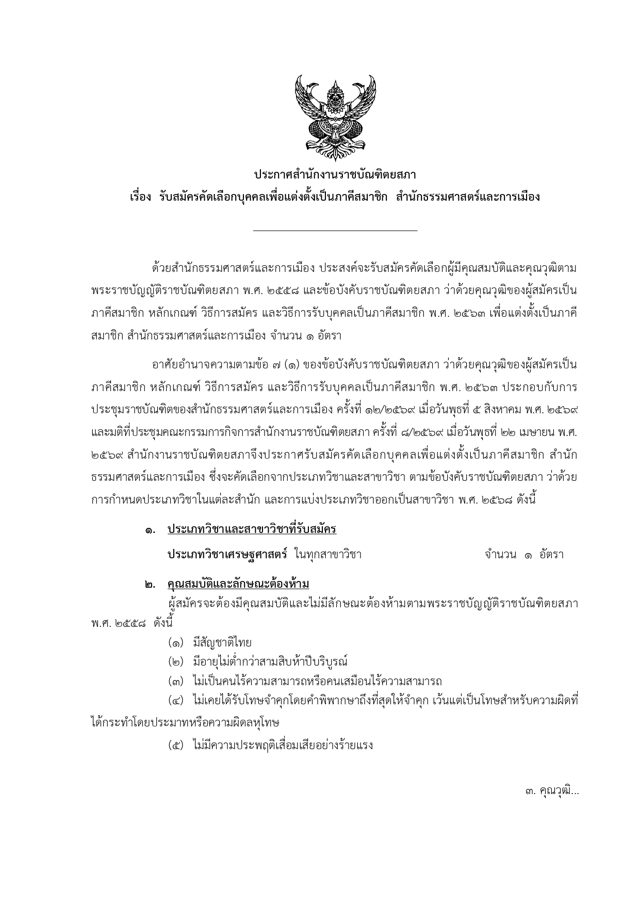 ประกาศสำนักงานราชบัณฑิตยสภา
เรื่อง รับสมัครคัดเลือกบุคคลเพื่อแต่งตั้งเป็นภาคีสมาชิก สำนักธรรมศาสตร์และการเมือง
ด้วยสำนักธรรมศาสตร์และการเมือง ประสงค์จะรับสมัครคัดเลือกผู้มีคุณสมบัติและคุณวุฒิตาม
พระราชบัญญัติราชบัณฑิตยสภา พ.ศ. ๒๕๕๘ และข้อบังคับราชบัณฑิตยสภา ว่าด้วยคุณวุฒิของผู้สมัครเป็น
ภาคีสมาชิก หลักเกณฑ์ วิธีการสมัคร และวิธีการรับบุคคลเป็นภาคีสมาชิก พ.ศ. ๒๕๖๓ เพื่อแต่งตั้งเป็นภาคี
สมาชิก สำนักธรรมศาสตร์และการเมือง จำนวน ๑ อัตรา
อาศัยอำนาจความตามข้อ ๗ (๑) ของข้อบังคับราชบัณฑิตยสภา ว่าด้วยคุณวุฒิของผู้สมัครเป็น
ภาคีสมาชิก หลักเกณฑ์ วิธีการสมัคร และวิธีการรับบุคคลเป็นภาคีสมาชิก พ.ศ. ๒๕๖๓ ประกอบกับการ
ประชุมราชบัณฑิตของสำนักธรรมศาสตร์และการเมือง ครั้งที่ ๑๒/๒๕๖๙ เมื่อวันพุธที่ ๕ สิงหาคม พ.ศ. ๒๕๖๙
และมติที่ประชุมคณะกรรมการกิจการสำนักงานราชบัณฑิตยสภา ครั้งที่ ๘/๒๕๖๙ เมื่อวันพุธที่ ๒๒ เมษายน พ.ศ.
๒๕๖๙ สำนักงานราชบัณฑิตยสภาจึงประกาศรับสมัครคัดเลือกบุคคลเพื่อแต่งตั้งเป็นภาคีสมาชิก สำนัก
ธรรมศาสตร์และการเมือง ซึ่งจะคัดเลือกจากประเภทวิชาและสาขาวิชา ตามข้อบังคับราชบัณฑิตยสภา ว่าด้วย
การกำหนดประเภทวิชาในแต่ละสำนัก และการแบ่งประเภทวิชาออกเป็นสาขาวิชา พ.ศ. ๒๕๖๘ ดังนี้
๑. ประเภทวิชาและสาขาวิชาที่รับสมัคร
ประเภทวิชาเศรษฐศาสตร์ ในทุกสาขาวิชา จำนวน ๑ อัตรา
๒. คุณสมบัติและลักษณะต้องห้าม
ผู้สมัครจะต้องมีคุณสมบัติและไม่มีลักษณะต้องห้ามตามพระราชบัญญัติราชบัณฑิตยสภา
พ.ศ. ๒๕๕๘ ดังนี้
(๑) มีสัญชาติไทย
(๒) มีอายุไม่ต่ำกว่าสามสิบห้าปีบริบูรณ์
(๓) ไม่เป็นคนไร้ความสามารถหรือคนเสมือนไร้ความสามารถ
(๔) ไม่เคยได้รับโทษจำคุกโดยคำพิพากษาถึงที่สุดให้จำคุก เว้นแต่เป็นโทษสำหรับความผิดที่
ได้กระทำโดยประมาทหรือความผิดลหุโทษ
(๕) ไม่มีความประพฤติเสื่อมเสียอย่างร้ายแรง
๓. คุณวุฒิ...